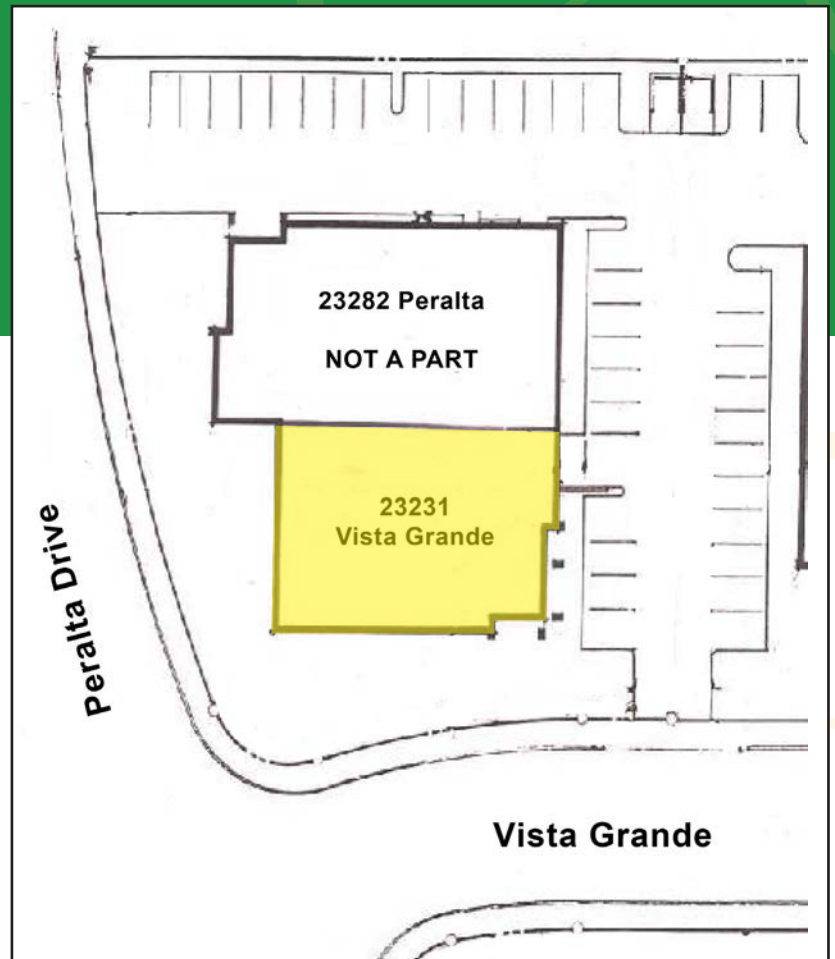 23282 Peralta
NOT A PART
23231
Vista Grande
Peralta Drive
Vista Grande